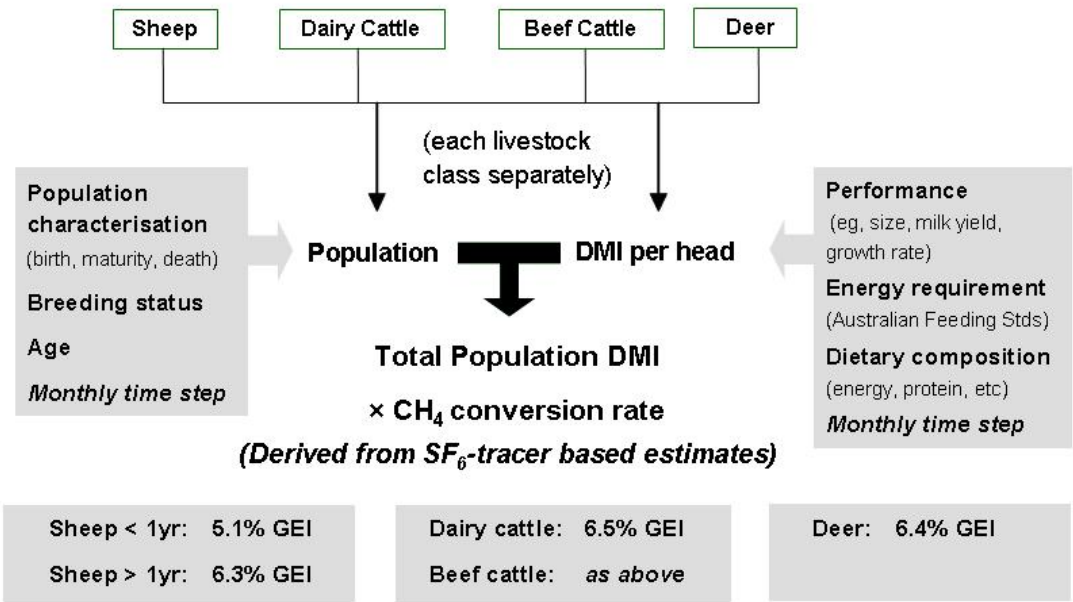 Sheep
Dairy Cattle
Beef Cattle
Deer
(each livestock
class separately)
Population
characterisation
(birth, maturity, death)
Breeding status
Age
Monthly time step
Population
DMI per head
Performance
(eg, size, milk yield,
growth rate)
Energy requirement
(Australian Feeding Stds)
Dietary composition
(energy, protein, etc)
Monthly time step
Total Population DMI
× CH₄ conversion rate
(Derived from SF₆-tracer based estimates)
Sheep < 1yr: 5.1% GEI
Sheep > 1yr: 6.3% GEI
Dairy cattle: 6.5% GEI
Beef cattle: as above
Deer: 6.4% GEI